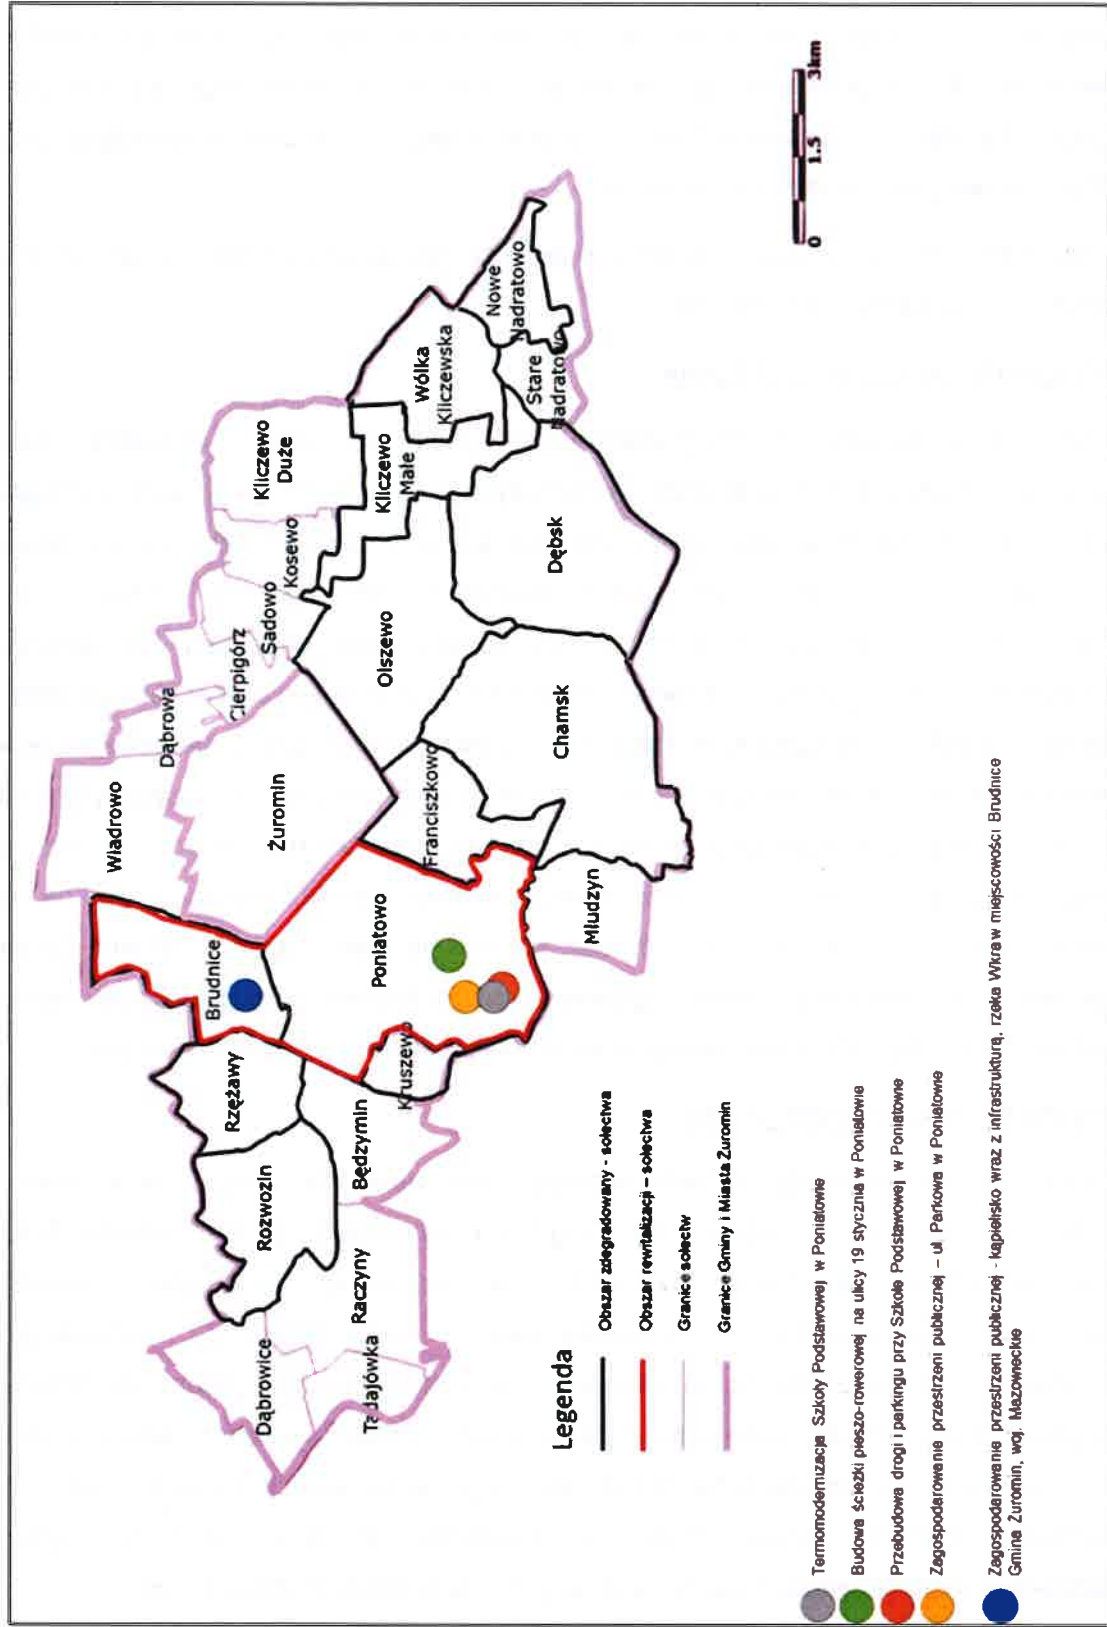 Wiadrowo
Dąbrowa
Cierpigórz
Sadowo
Kosewo
Kliczewo
Duże
Brudnice
Żuromin
Rzężawy
Rozwozin
Dąbrowice
Tadajówka
Raczyny
Będzymin
Kruszewo
Poniatowo
Franciszkowo
Olszewo
Kliczewo
Małe
Wólka
Kliczewska
Nowe
Nadratowo
Stare
Nadratowo
Dębsk
Chamsk
Młudzyn
Legenda
Obszar zdegradowany - sołectwa
Obszar rewitalizacji – sołectwa
Granice sołectw
Granice Gminy i Miasta Żuromin
0 1.5 3km
Termomodernizacja Szkoły Podstawowej w Poniatowie
Budowa ścieżki pieszo-rowerowej na ulicy 19 stycznia w Poniatowie
Przebudowa drogi i parkingu przy Szkole Podstawowej w Poniatowie
Zagospodarowanie przestrzeni publicznej – ul. Parkowa w Poniatowie
Zagospodarowanie przestrzeni publicznej - kąpielisko wraz z infrastrukturą, rzeka Wkra w miejscowości Brudnice
Gmina Żuromin, woj. Mazowieckie